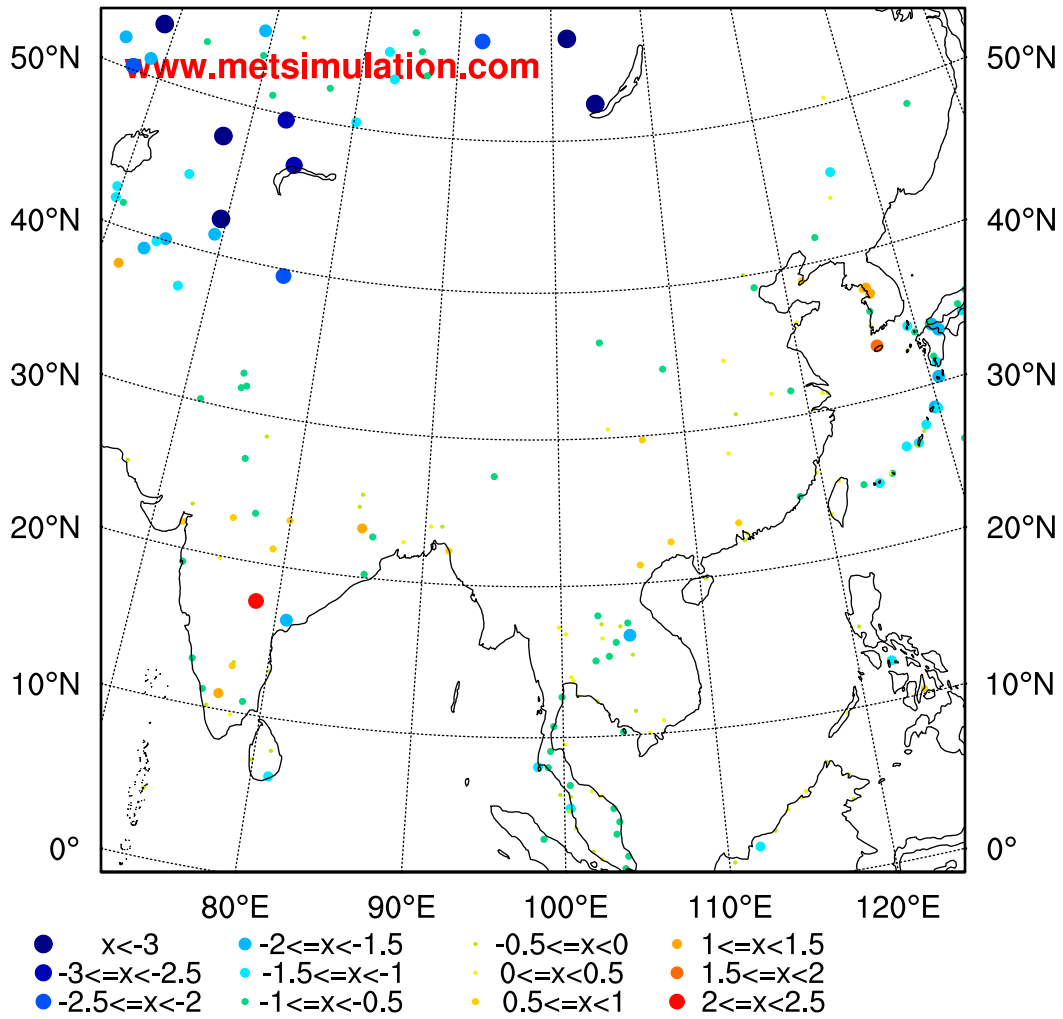 50°N 50°N
www.metsimulation.com
40°N 40°N
30°N 30°N
20°N 20°N
10°N 10°N
0° 0°
80°E 90°E 100°E 110°E 120°E
x<-3 -2<=x<-1.5 -0.5<=x<0 1<=x<1.5
-3<=x<-2.5 -1.5<=x<-1 0<=x<0.5 1.5<=x<2
-2.5<=x<-2 -1<=x<-0.5 0.5<=x<1 2<=x<2.5